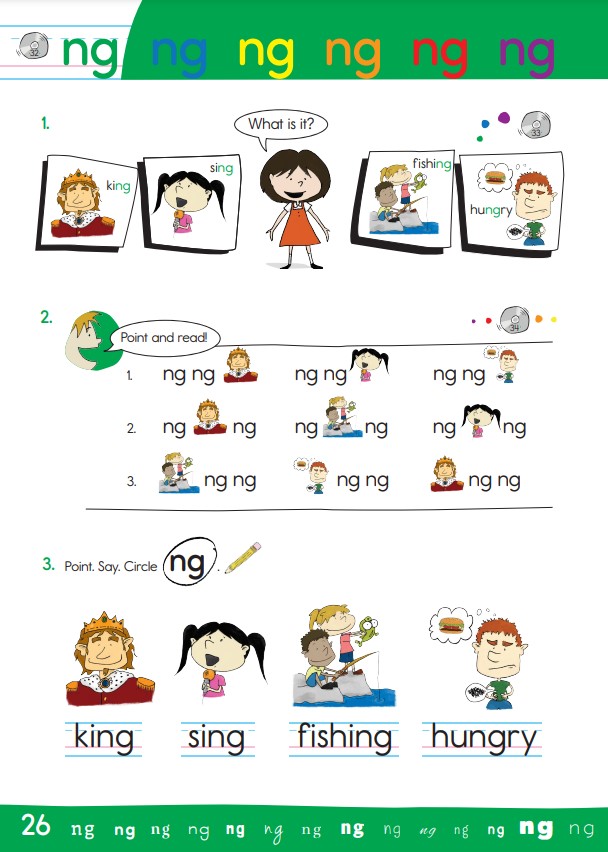 32
ng ng ng ng ng ng
1.
What is it?
33
king
sing
fishing
hungry
2.
Point and read!
34
1. ng ng ng ng ng ng
2. ng ng ng ng ng ng
3. ng ng ng ng ng ng
3. Point. Say. Circle ng .
king sing fishing hungry
26 ng ng ng ng ng ng ng ng ng ng ng ng ng ng